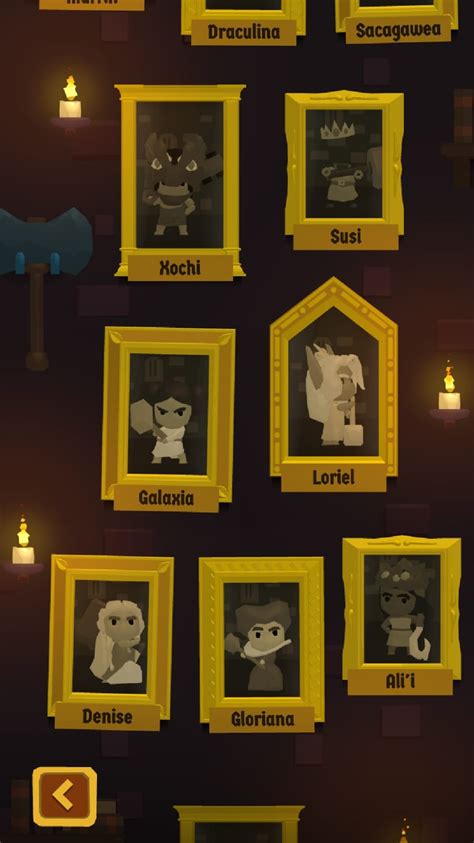 Draculina
Sacagawea
Xochi
Susi
Galaxia
Loriel
Denise
Gloriana
Ali'i